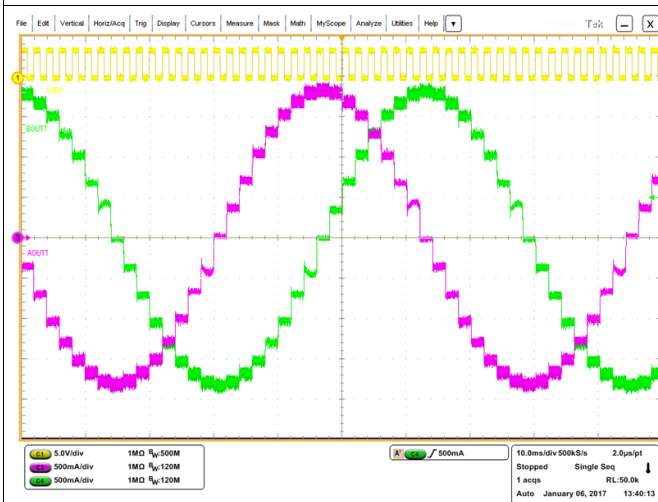 File Edit Vertical Horiz/Acq Trig Display Cursors Measure Mask Math MyScope Analyze Utilities Help Tek X
1
STEP
BOUT1
3
AOUT1
C1 5.0V/div 1MΩ BW:500M
C3 500mA/div 1MΩ BW:120M
C4 500mA/div 1MΩ BW:120M
A' C4 500mA
10.0ms/div 500kS/s 2.0µs/pt
Stopped Single Seq
1 acqs RL:50.0k
Auto January 06, 2017 13:40:13